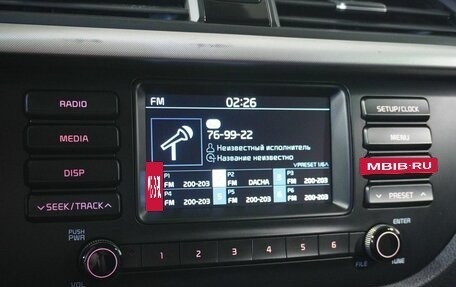 FM
02:26
RADIO
SETUP/CLOCK
76-99-22
MEDIA
MENU
Неизвестный исполнитель
Название неизвестно
PRESET 1/4
MBIB·RU
DISP
P1
P2
P3
FM 200-203
FM DACHA
FM 200-203
P4
P5
P6
FM 200-203
FM 200-203
FM 200-203
PRESET
SEEK/TRACK
ENTER
PUSH
PWR
1 2 3 4 5 6
VOL
FILE
TUNE